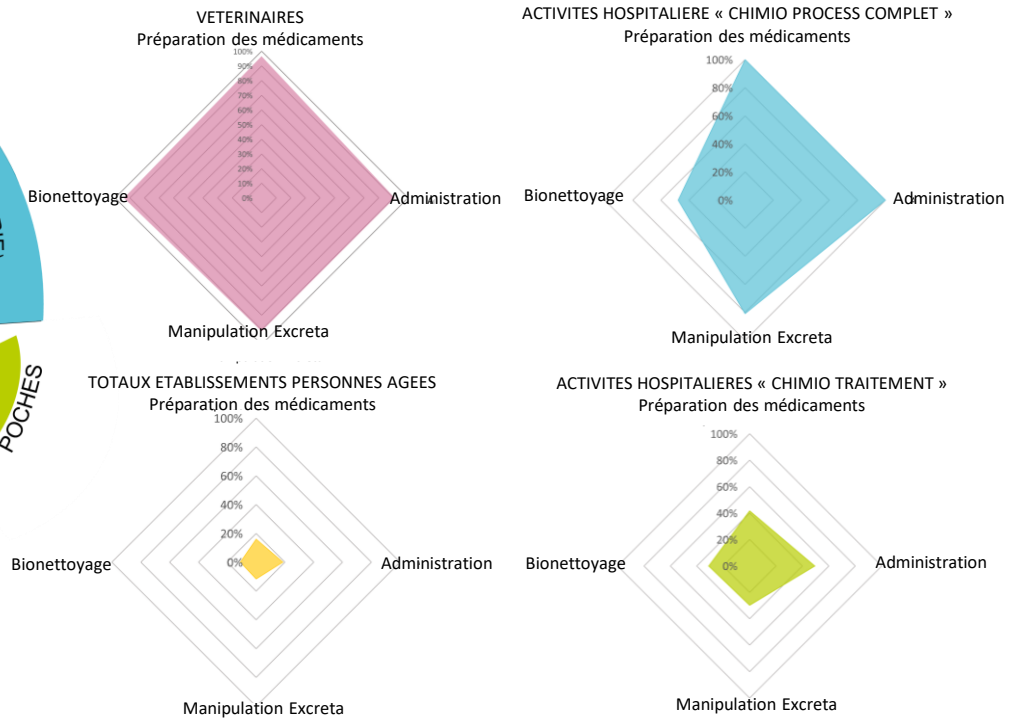 VETERINAIRES
Préparation des médicaments
100%
90%
80%
70%
60%
50%
40%
30%
20%
10%
0%
Bionettoyage
Administration
Manipulation Excreta
ACTIVITES HOSPITALIERE « CHIMIO PROCESS COMPLET »
Préparation des médicaments
100%
80%
60%
40%
20%
0%
Bionettoyage
Administration
Manipulation Excreta
POCHES
TOTAUX ETABLISSEMENTS PERSONNES AGEES
Préparation des médicaments
100%
80%
60%
40%
20%
0%
Bionettoyage
Administration
Manipulation Excreta
ACTIVITES HOSPITALIERES « CHIMIO TRAITEMENT »
Préparation des médicaments
100%
80%
60%
40%
20%
0%
Bionettoyage
Administration
Manipulation Excreta